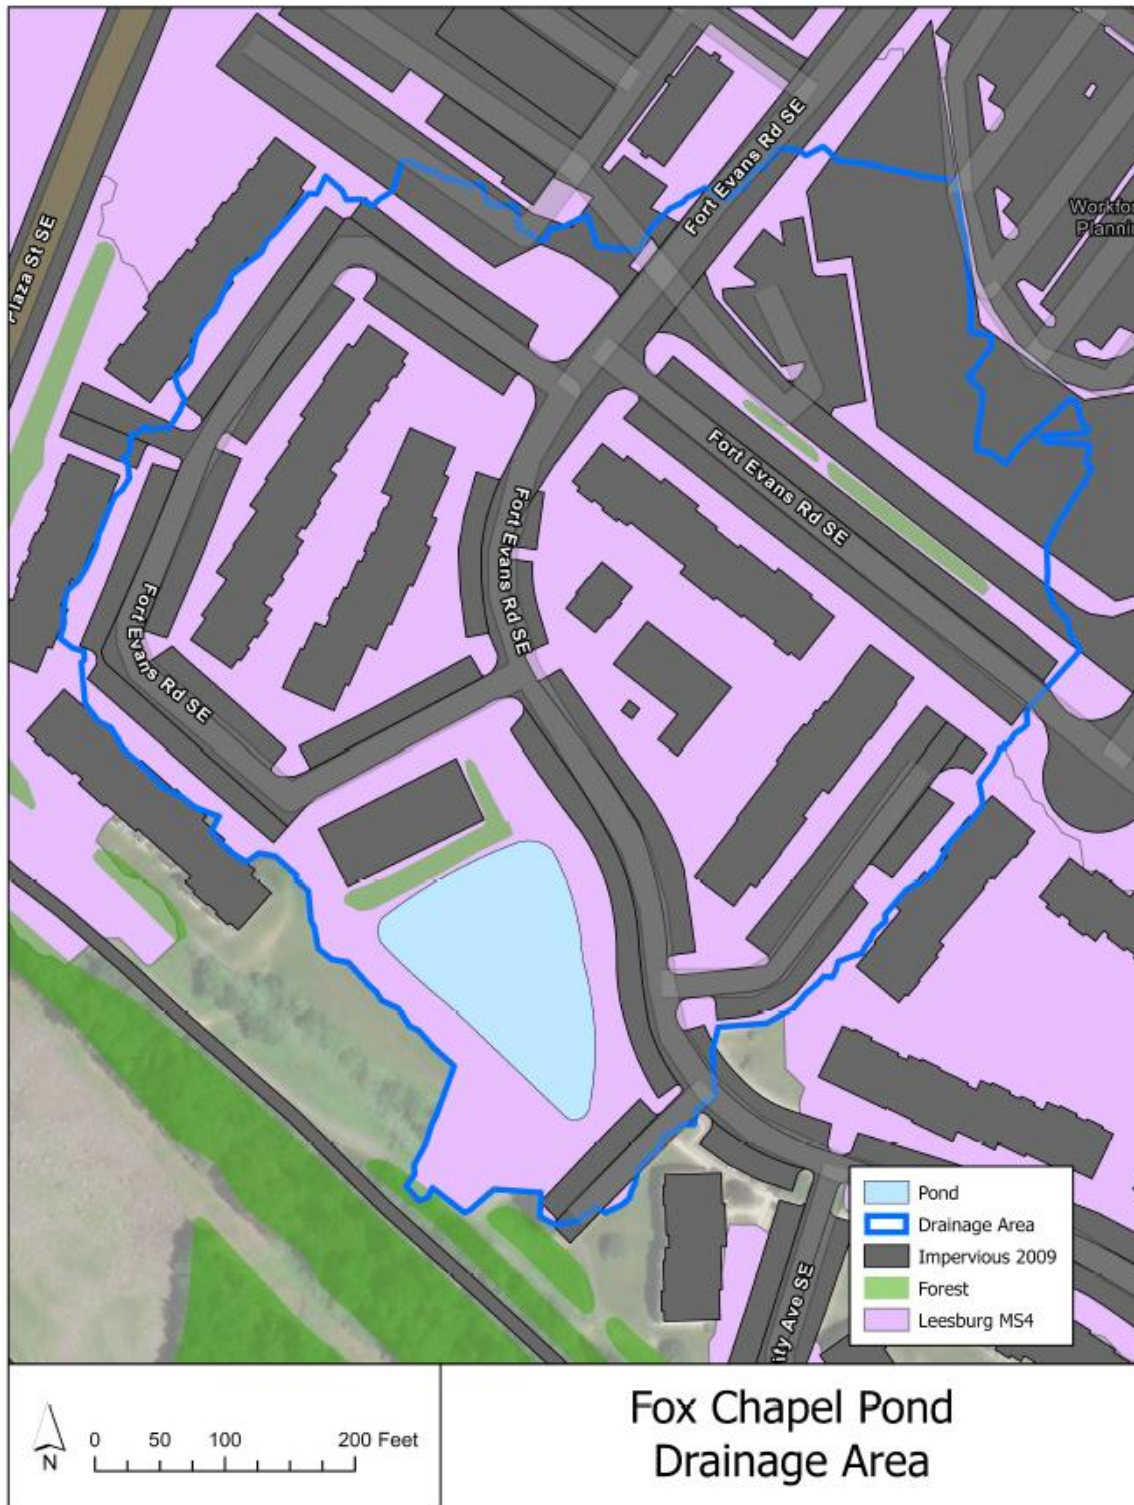 Fort Evans Rd SE
Workfor
Plannin
Plaza St SE
Fort Evans Rd SE
Fort Evans Rd SE
Fort Evans Rd SE
ity Ave SE
Pond
Drainage Area
Impervious 2009
Forest
Leesburg MS4
N
0 50 100 200 Feet
Fox Chapel Pond
Drainage Area